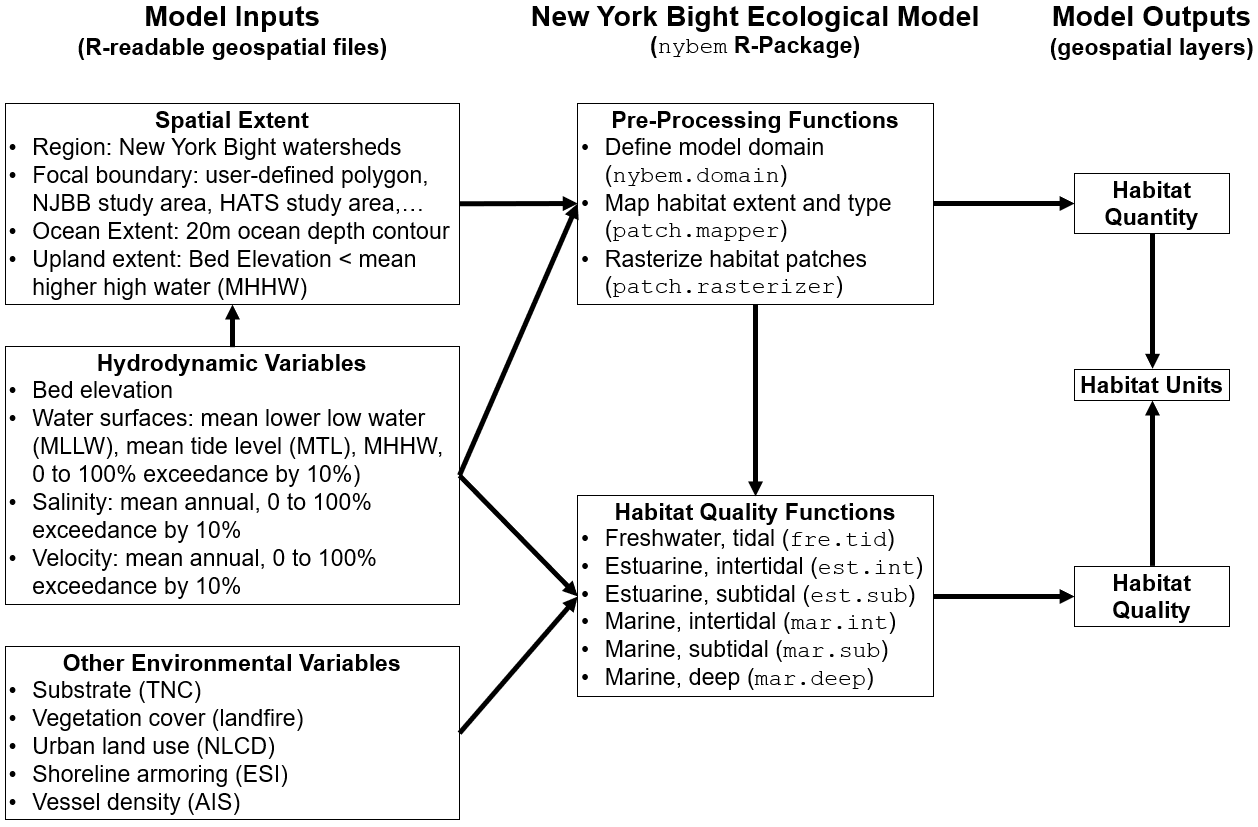 Model Inputs
(R-readable geospatial files)
New York Bight Ecological Model
(nybem R-Package)
Model Outputs
(geospatial layers)
Spatial Extent
• Region: New York Bight watersheds
• Focal boundary: user-defined polygon,
NJBB study area, HATS study area,…
• Ocean Extent: 20m ocean depth contour
• Upland extent: Bed Elevation < mean
higher high water (MHHW)
Hydrodynamic Variables
• Bed elevation
• Water surfaces: mean lower low water
(MLLW), mean tide level (MTL), MHHW,
0 to 100% exceedance by 10%)
• Salinity: mean annual, 0 to 100%
exceedance by 10%
• Velocity: mean annual, 0 to 100%
exceedance by 10%
Other Environmental Variables
• Substrate (TNC)
• Vegetation cover (landfire)
• Urban land use (NLCD)
• Shoreline armoring (ESI)
• Vessel density (AIS)
Pre-Processing Functions
• Define model domain
(nybem.domain)
• Map habitat extent and type
(patch.mapper)
• Rasterize habitat patches
(patch.rasterizer)
Habitat Quality Functions
• Freshwater, tidal (fre.tid)
• Estuarine, intertidal (est.int)
• Estuarine, subtidal (est.sub)
• Marine, intertidal (mar.int)
• Marine, subtidal (mar.sub)
• Marine, deep (mar.deep)
Habitat
Quantity
Habitat Units
Habitat
Quality